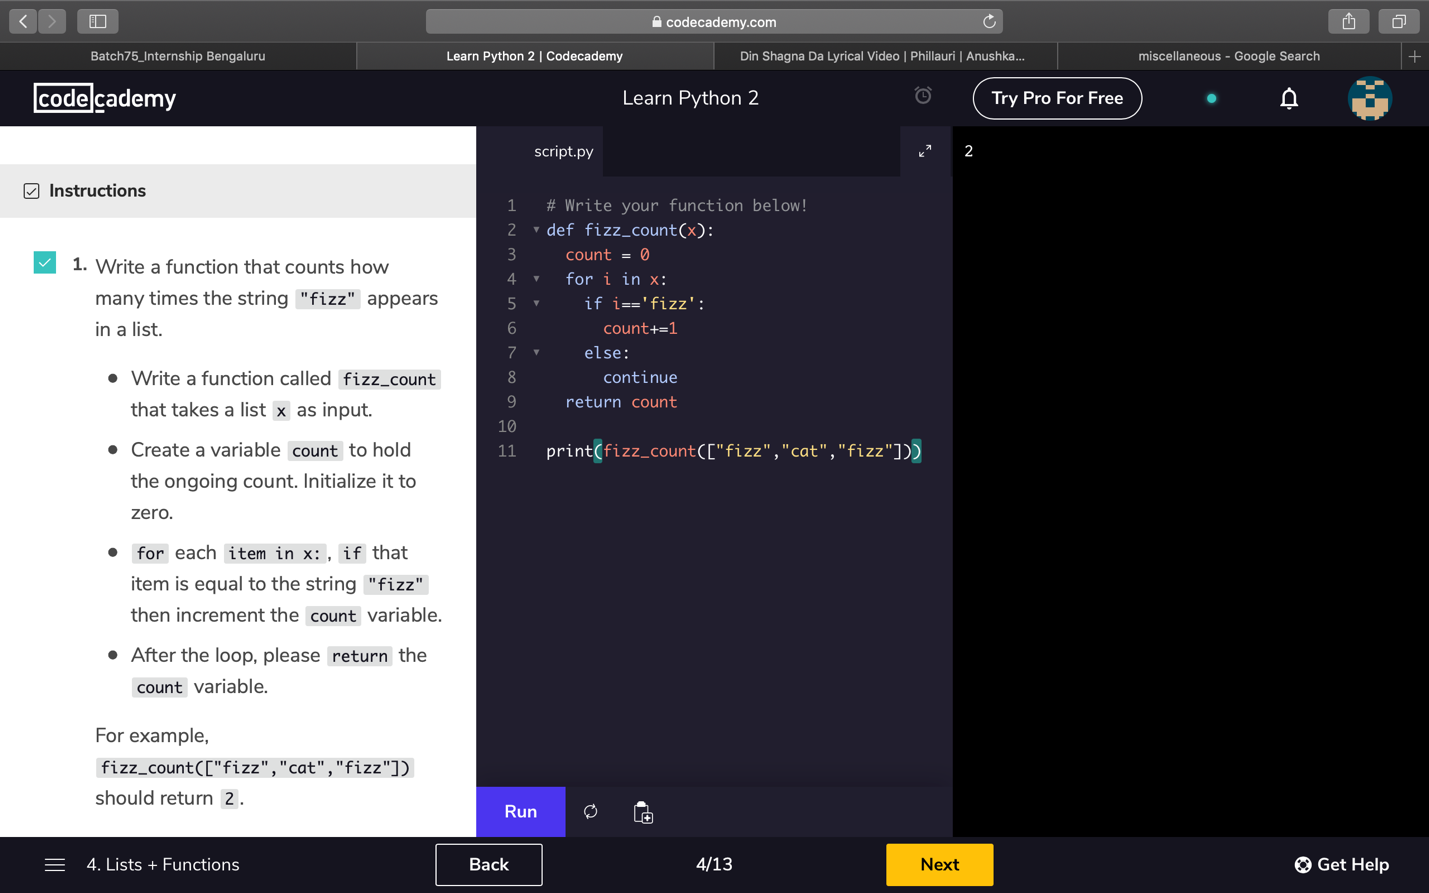 codecademy.com
Batch75_Internship Bengaluru
Learn Python 2 | Codecademy
Din Shagna Da Lyrical Video | Phillauri | Anushka...
miscellaneous - Google Search
codecademy
Learn Python 2
Try Pro For Free
Instructions
1. Write a function that counts how
many times the string "fizz" appears
in a list.
Write a function called fizz_count
that takes a list x as input.
Create a variable count to hold
the ongoing count. Initialize it to
zero.
for each item in x:, if that
item is equal to the string "fizz"
then increment the count variable.
After the loop, please return the
count variable.
For example,
fizz_count(["fizz","cat","fizz"])
should return 2.
script.py
1 # Write your function below!
2 def fizz_count(x):
3 count = 0
4 for i in x:
5 if i=='fizz':
6 count+=1
7 else:
8 continue
9 return count
10
11 print(fizz_count(["fizz","cat","fizz"]))
Run
2
4. Lists + Functions
Back
4/13
Next
Get Help